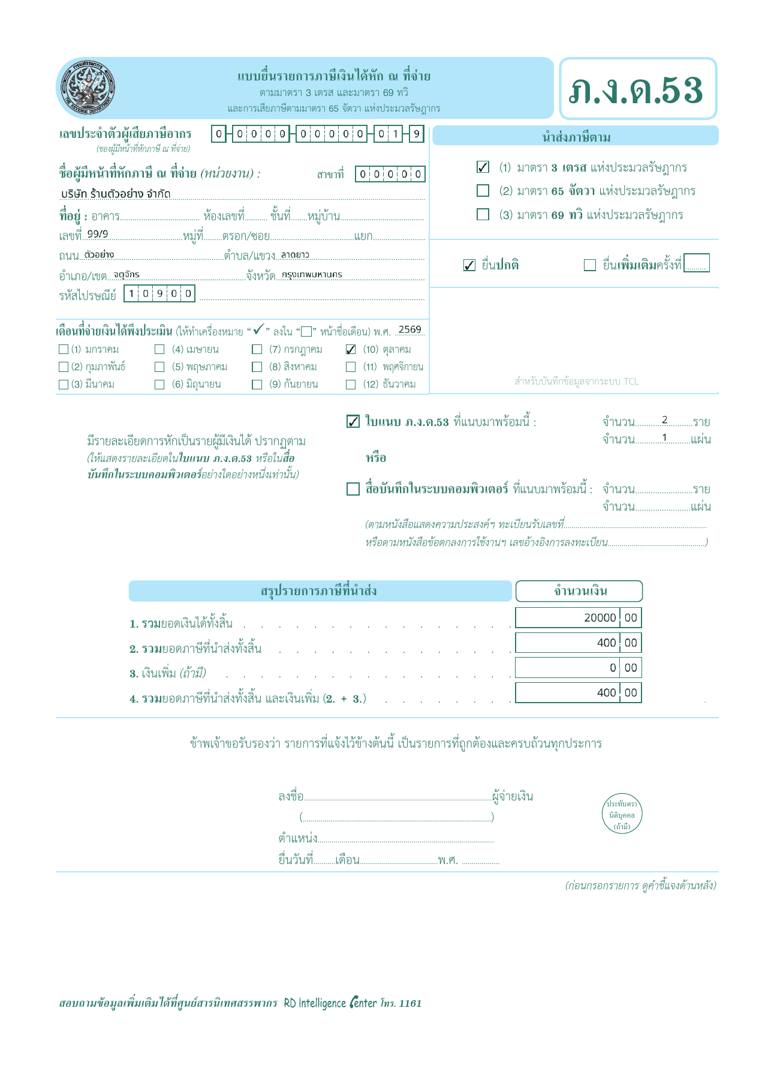 แบบยื่นรายการภาษีเงินได้หัก ณ ที่จ่าย
ตามมาตรา 3 เตรส และมาตรา 69 ทวิ
และการเสียภาษีตามมาตรา 65 จัตวา แห่งประมวลรัษฎากร
ภ.ง.ด.53
เลขประจำตัวผู้เสียภาษีอากร 0-0000-00000-01-9
(ของผู้มีหน้าที่หักภาษี ณ ที่จ่าย)
ชื่อผู้มีหน้าที่หักภาษี ณ ที่จ่าย (หน่วยงาน) : สาขาที่ 00000
บริษัท ร้านตัวอย่าง จำกัด
ที่อยู่ : อาคาร ห้องเลขที่ ชั้นที่ หมู่บ้าน
เลขที่ 99/9 หมู่ที่ ตรอก/ซอย แยก
ถนน ตัวอย่าง ตำบล/แขวง ลาดยาว
อำเภอ/เขต จตุจักร จังหวัด กรุงเทพมหานคร
รหัสไปรษณีย์ 10900
นำส่งภาษีตาม
(1) มาตรา 3 เตรส แห่งประมวลรัษฎากร
(2) มาตรา 65 จัตวา แห่งประมวลรัษฎากร
(3) มาตรา 69 ทวิ แห่งประมวลรัษฎากร
ยื่นปกติ ยื่นเพิ่มเติมครั้งที่
เดือนที่จ่ายเงินได้พึงประเมิน (ให้ทำเครื่องหมาย “✓” ลงใน “☐” หน้าชื่อเดือน) พ.ศ. 2569
(1) มกราคม (4) เมษายน (7) กรกฎาคม (10) ตุลาคม
(2) กุมภาพันธ์ (5) พฤษภาคม (8) สิงหาคม (11) พฤศจิกายน
(3) มีนาคม (6) มิถุนายน (9) กันยายน (12) ธันวาคม
สำหรับบันทึกข้อมูลจากระบบ TCL
มีรายละเอียดการหักเป็นรายผู้มีเงินได้ ปรากฏตาม
(ให้แสดงรายละเอียดในใบแนบ ภ.ง.ด.53 หรือในสื่อ
บันทึกในระบบคอมพิวเตอร์อย่างใดอย่างหนึ่งเท่านั้น)
ใบแนบ ภ.ง.ด.53 ที่แนบมาพร้อมนี้ : จำนวน 2 ราย
จำนวน 1 แผ่น
หรือ
สื่อบันทึกในระบบคอมพิวเตอร์ ที่แนบมาพร้อมนี้ : จำนวน ราย
จำนวน แผ่น
(ตามหนังสือแสดงความประสงค์ฯ ทะเบียนรับเลขที่
หรือตามหนังสือข้อตกลงการใช้งานฯ เลขอ้างอิงการลงทะเบียน )
สรุปรายการภาษีที่นำส่ง จำนวนเงิน
1. รวมยอดเงินได้ทั้งสิ้น 20000 00
2. รวมยอดภาษีที่นำส่งทั้งสิ้น 400 00
3. เงินเพิ่ม (ถ้ามี) 0 00
4. รวมยอดภาษีที่นำส่งทั้งสิ้น และเงินเพิ่ม (2. + 3.) 400 00
ข้าพเจ้าขอรับรองว่า รายการที่แจ้งไว้ข้างต้นนี้ เป็นรายการที่ถูกต้องและครบถ้วนทุกประการ
ลงชื่อ ผู้จ่ายเงิน
( )
ตำแหน่ง
ยื่นวันที่ เดือน พ.ศ.
ประทับตรา
นิติบุคคล
(ถ้ามี)
(ก่อนกรอกรายการ ดูคำชี้แจงด้านหลัง)
สอบถามข้อมูลเพิ่มเติมได้ที่ศูนย์สารนิเทศสรรพากร RD Intelligence Center โทร. 1161